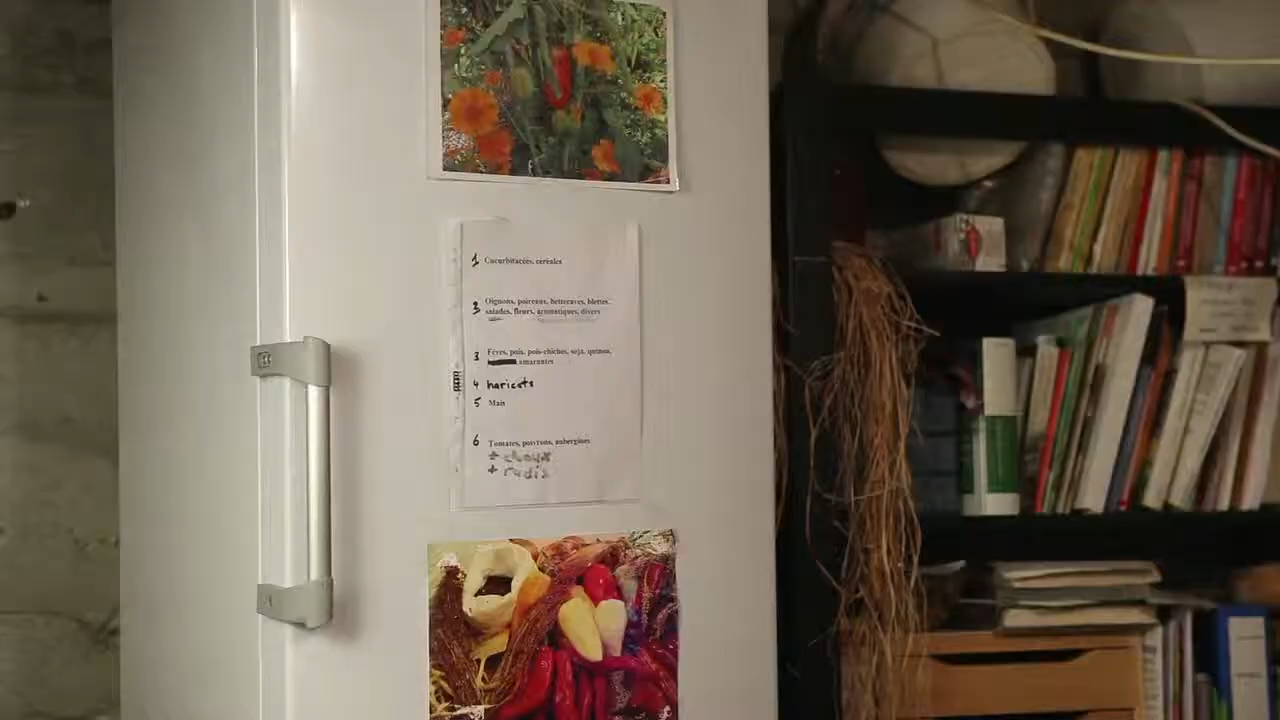 1 Cucurbitacées, céréales
3 Oignons, poireaux, betteraves, blettes,
salades, fleurs, aromatiques, divers
3 Fèves, pois, pois-chiches, soja, quinoa,
amarantes
4 haricots
5 Maïs
6 Tomates, poivrons, aubergines
+ choux
+ radis